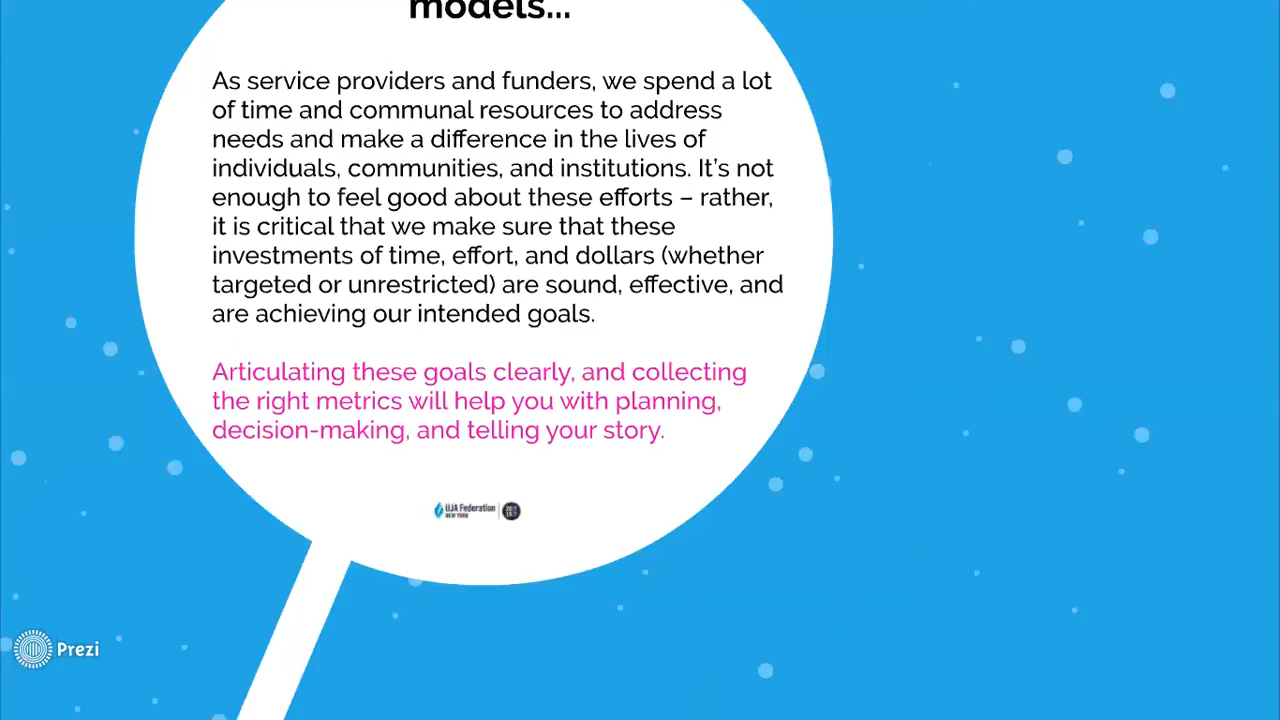 models...
As service providers and funders, we spend a lot
of time and communal resources to address
needs and make a difference in the lives of
individuals, communities, and institutions. It's not
enough to feel good about these efforts – rather,
it is critical that we make sure that these
investments of time, effort, and dollars (whether
targeted or unrestricted) are sound, effective, and
are achieving our intended goals.
Articulating these goals clearly, and collecting
the right metrics will help you with planning,
decision-making, and telling your story.
UJA Federation
NEW YORK
Prezi